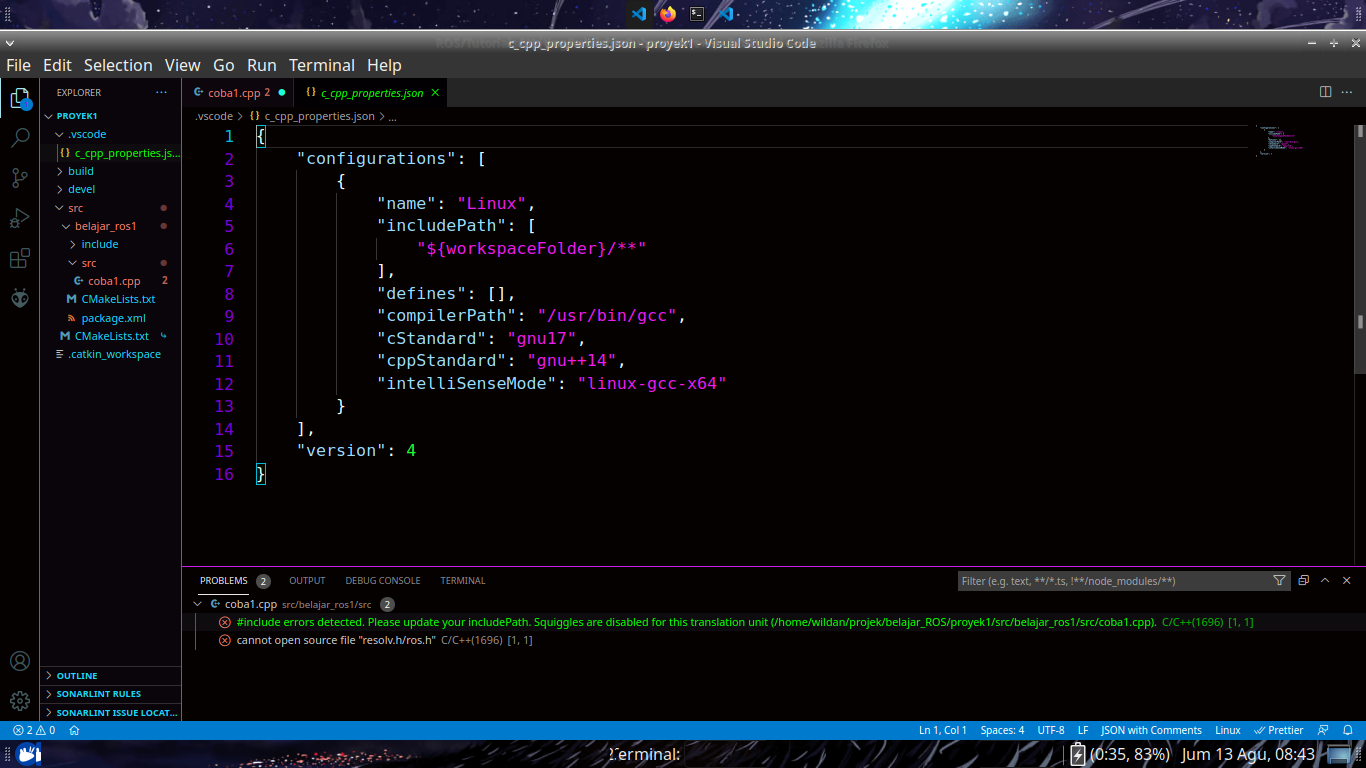 c_cpp_properties.json - proyek1 - Visual Studio Code
File Edit Selection View Go Run Terminal Help
EXPLORER ...
coba1.cpp 2
c_cpp_properties.json
PROYEK1
.vscode
c_cpp_properties.js...
build
devel
src
belajar_ros1
include
src
coba1.cpp 2
CMakeLists.txt
package.xml
CMakeLists.txt
.catkin_workspace
OUTLINE
SONARLINT RULES
SONARLINT ISSUE LOCAT...
.vscode > {} c_cpp_properties.json > ...
1 {
2 "configurations": [
3 {
4 "name": "Linux",
5 "includePath": [
6 "${workspaceFolder}/**"
7 ],
8 "defines": [],
9 "compilerPath": "/usr/bin/gcc",
10 "cStandard": "gnu17",
11 "cppStandard": "gnu++14",
12 "intelliSenseMode": "linux-gcc-x64"
13 }
14 ],
15 "version": 4
16 }
PROBLEMS 2 OUTPUT DEBUG CONSOLE TERMINAL
Filter (e.g. text, **/*.ts, !**/node_modules/**)
coba1.cpp src/belajar_ros1/src 2
#include errors detected. Please update your includePath. Squiggles are disabled for this translation unit (/home/wildan/projek/belajar_ROS/proyek1/src/belajar_ros1/src/coba1.cpp). C/C++(1696) [1, 1]
cannot open source file "resolv.h/ros.h" C/C++(1696) [1, 1]
2 0
Ln 1, Col 1 Spaces: 4 UTF-8 LF JSON with Comments Linux Prettier
(0:35, 83%) Jum 13 Agu, 08:43